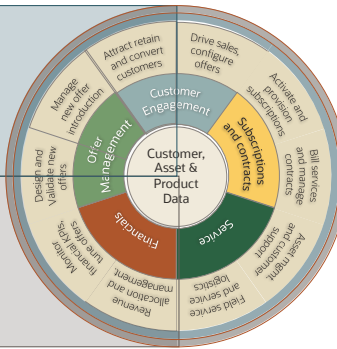 Attract retain
and convert
customers
Drive sales,
configure
offers
Activate and
provision
subscriptions
Bill services
and manage
contracts
Asset mgmt.
and customer
support
Field service
and service
logistics
Revenue
allocation and
management,
Monitor
financial KPIs,
tune offers
Design and
Validate new
offers
Manage
new offer
introduction
Customer
Engagement
Subscriptions
and contracts
Service
Financials
Offer
Management
Customer,
Asset &
Product
Data